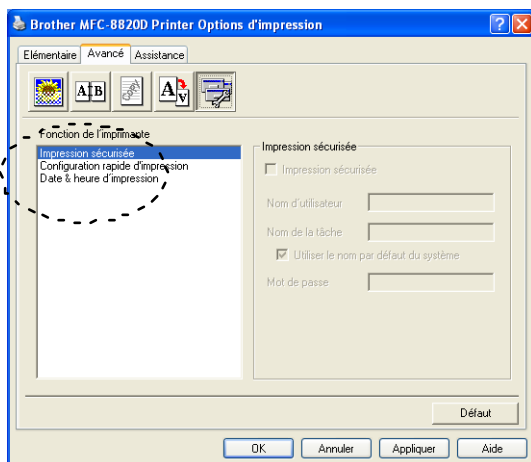 Brother MFC-8820D Printer Options d'impression
Elémentaire Avancé Assistance
A B
A V
Fonction de l'imprimante
Impression sécurisée
Configuration rapide d'impression
Date & heure d'impression
Impression sécurisée
Impression sécurisée
Nom d'utilisateur
Nom de la tâche
Utiliser le nom par défaut du système
Mot de passe
Défaut
OK Annuler Appliquer Aide